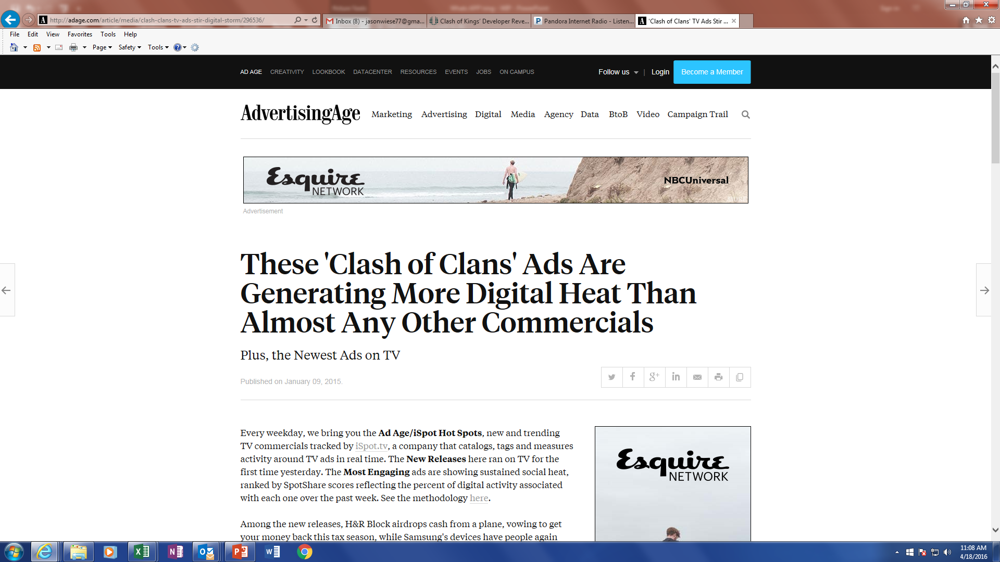 http://adage.com/article/media/clash-clans-tv-ads-stir-digital-storm/296536/
Inbox (8) - jasonwiese77@gma...
Clash of Kings' Developer Reve...
Pandora Internet Radio - Listen...
'Clash of Clans' TV Ads Stir ...
File Edit View Favorites Tools Help
Page Safety Tools
AD AGE CREATIVITY LOOKBOOK DATACENTER RESOURCES EVENTS JOBS ON CAMPUS
Follow us | Login Become a Member
AdvertisingAge Marketing Advertising Digital Media Agency Data BtoB Video Campaign Trail
Esquire
NETWORK
NBCUniversal
Advertisement
These 'Clash of Clans' Ads Are
Generating More Digital Heat Than
Almost Any Other Commercials
Plus, the Newest Ads on TV
Published on January 09, 2015.
Every weekday, we bring you the Ad Age/iSpot Hot Spots, new and trending
TV commercials tracked by iSpot.tv, a company that catalogs, tags and measures
activity around TV ads in real time. The New Releases here ran on TV for the
first time yesterday. The Most Engaging ads are showing sustained social heat,
ranked by SpotShare scores reflecting the percent of digital activity associated
with each one over the past week. See the methodology here.
Among the new releases, H&R Block airdrops cash from a plane, vowing to get
your money back this tax season, while Samsung's devices have people again
Esquire
NETWORK
11:08 AM
4/18/2016